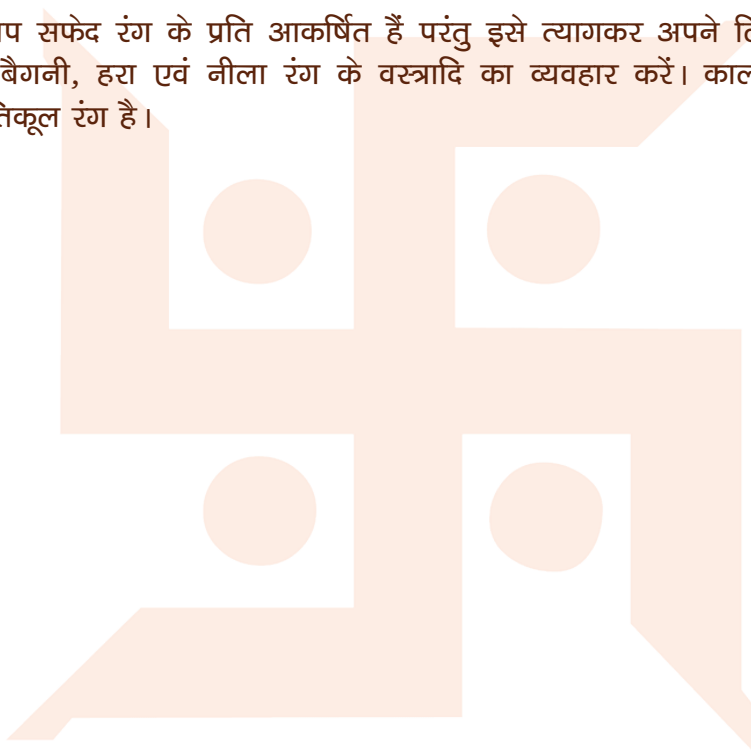 सफेद रंग के प्रति आकर्षित हैं परंतु इसे त्यागकर अपने
बैगनी, हरा एवं नीला रंग के वस्त्रादि का व्यवहार करें।
रंग है।